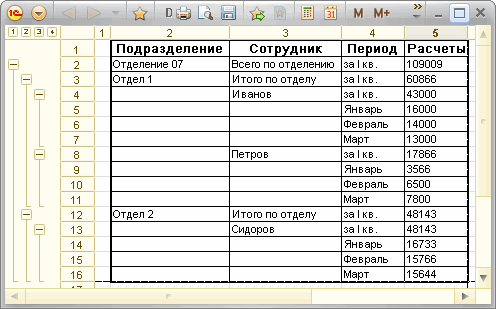 1С D 31 M M+
1 2 3 4 1 2 3 4 5
1 Подразделение Сотрудник Период Расчеты
2 Отделение 07 Всего по отделению за I кв. 109009
3 Отдел 1 Итого по отделу за I кв. 60866
4 Иванов за I кв. 43000
5 Январь 16000
6 Февраль 14000
7 Март 13000
8 Петров за I кв. 17866
9 Январь 3566
10 Февраль 6500
11 Март 7800
12 Отдел 2 Итого по отделу за I кв. 48143
13 Сидоров за I кв. 48143
14 Январь 16733
15 Февраль 15766
16 Март 15644